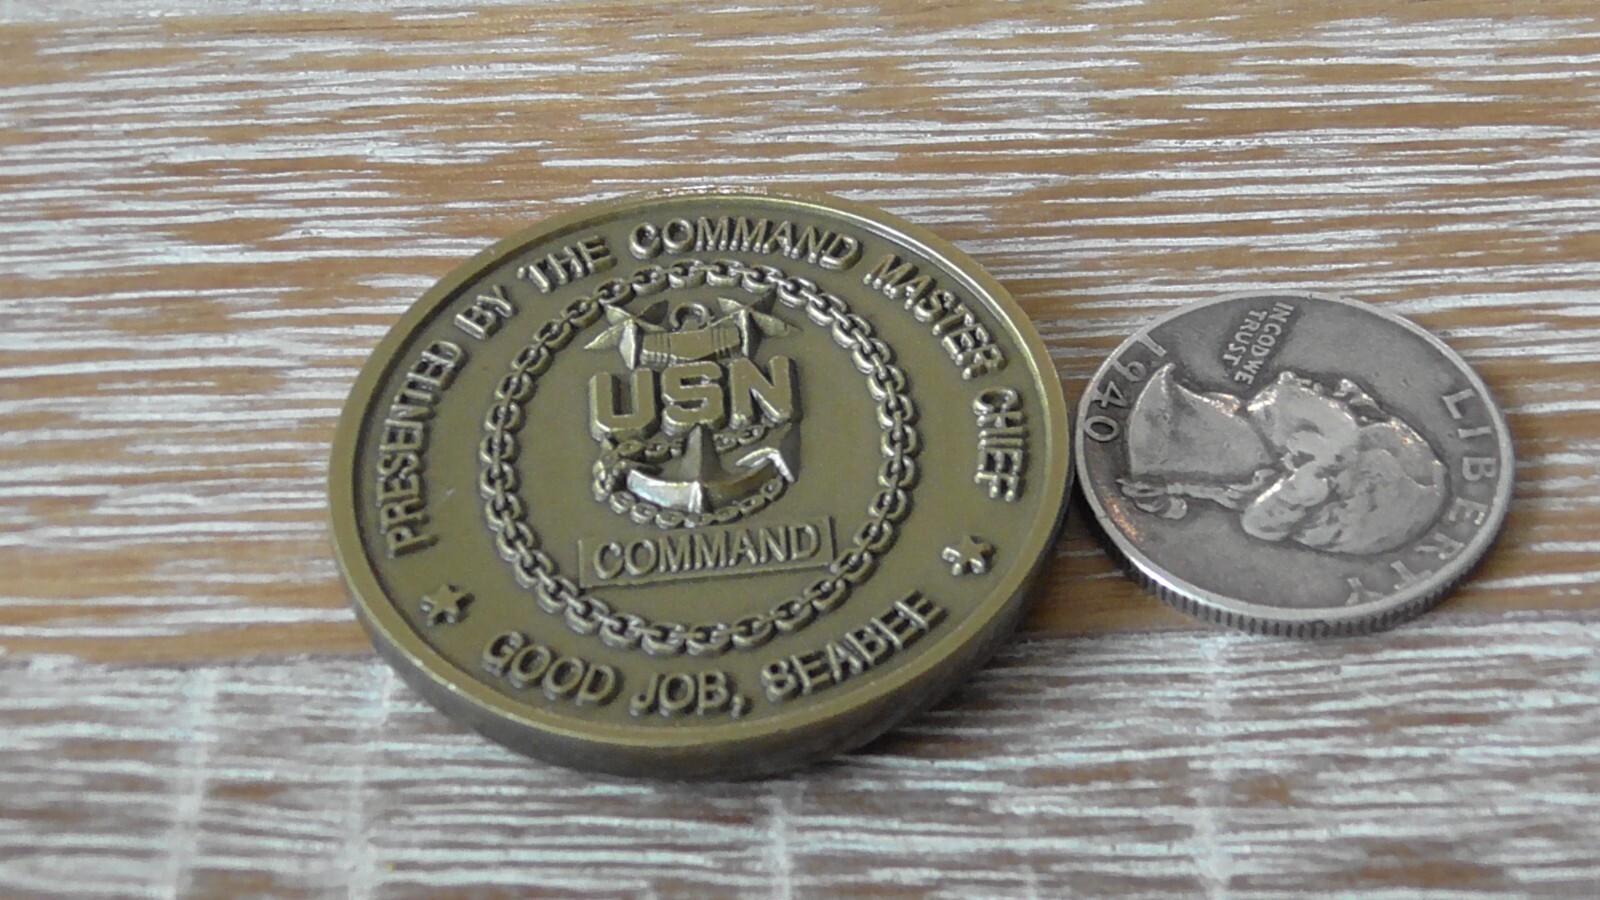 PRESENTED BY THE COMMAND MASTER CHIEF
USN
COMMAND
GOOD JOB, SEABEE
LIBERTY
IN GOD WE
TRUST
1940